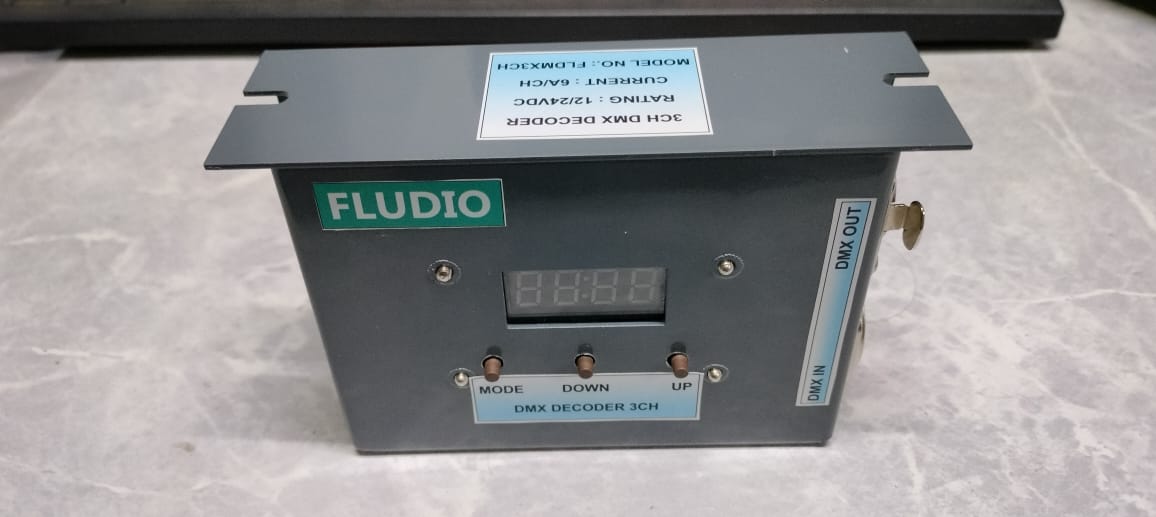 3CH DMX DECODER
RATING : 12/24VDC
CURRENT : 6A/CH
MODEL NO.: FLDMX3CH
FLUDIO
DMX OUT
DMX IN
MODE DOWN UP
DMX DECODER 3CH